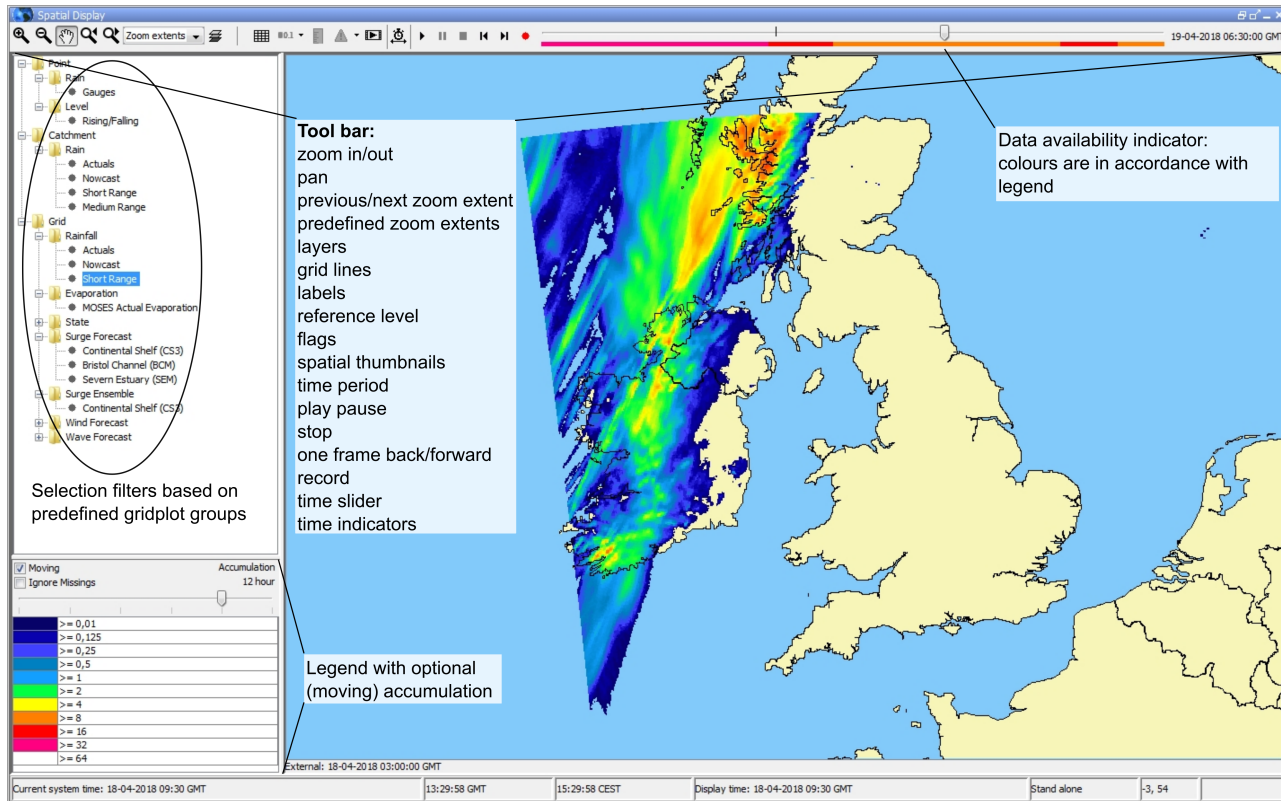 Spatial Display
Zoom extents
0.1
19-04-2018 06:30:00 GMT
Point
Rain
Gauges
Level
Rising/Falling
Catchment
Rain
Actuals
Nowcast
Short Range
Medium Range
Grid
Rainfall
Actuals
Nowcast
Short Range
Evaporation
MOSES Actual Evaporation
State
Surge Forecast
Continental Shelf (CS3)
Bristol Channel (BCM)
Severn Estuary (SEM)
Surge Ensemble
Continental Shelf (CS3)
Wind Forecast
Wave Forecast
Selection filters based on
predefined gridplot groups
Tool bar:
zoom in/out
pan
previous/next zoom extent
predefined zoom extents
layers
grid lines
labels
reference level
flags
spatial thumbnails
time period
play pause
stop
one frame back/forward
record
time slider
time indicators
Data availability indicator:
colours are in accordance with
legend
Moving
Accumulation
Ignore Missings
12 hour
>= 0,01
>= 0,125
>= 0,25
>= 0,5
>= 1
>= 2
>= 4
>= 8
>= 16
>= 32
>= 64
Legend with optional
(moving) accumulation
External: 18-04-2018 03:00:00 GMT
Current system time: 18-04-2018 09:30 GMT
13:29:58 GMT
15:29:58 CEST
Display time: 18-04-2018 09:30 GMT
Stand alone
-3, 54